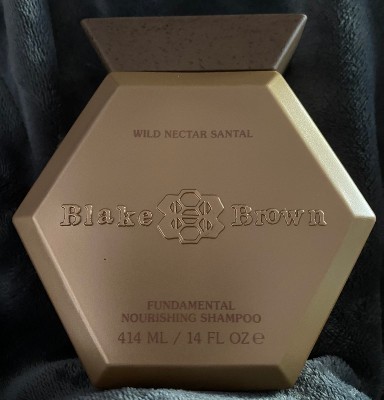 WILD NECTAR SANTAL
Blake Brown
FUNDAMENTAL
NOURISHING SHAMPOO
414 ML / 14 FL OZ ℮